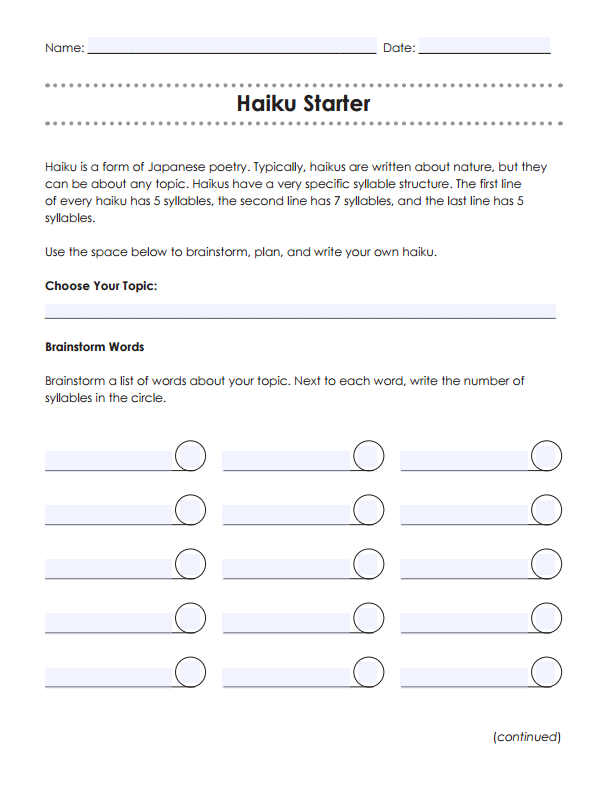 Name: Date:
Haiku Starter
Haiku is a form of Japanese poetry. Typically, haikus are written about nature, but they
can be about any topic. Haikus have a very specific syllable structure. The first line
of every haiku has 5 syllables, the second line has 7 syllables, and the last line has 5
syllables.
Use the space below to brainstorm, plan, and write your own haiku.
Choose Your Topic:
Brainstorm Words
Brainstorm a list of words about your topic. Next to each word, write the number of
syllables in the circle.
(continued)